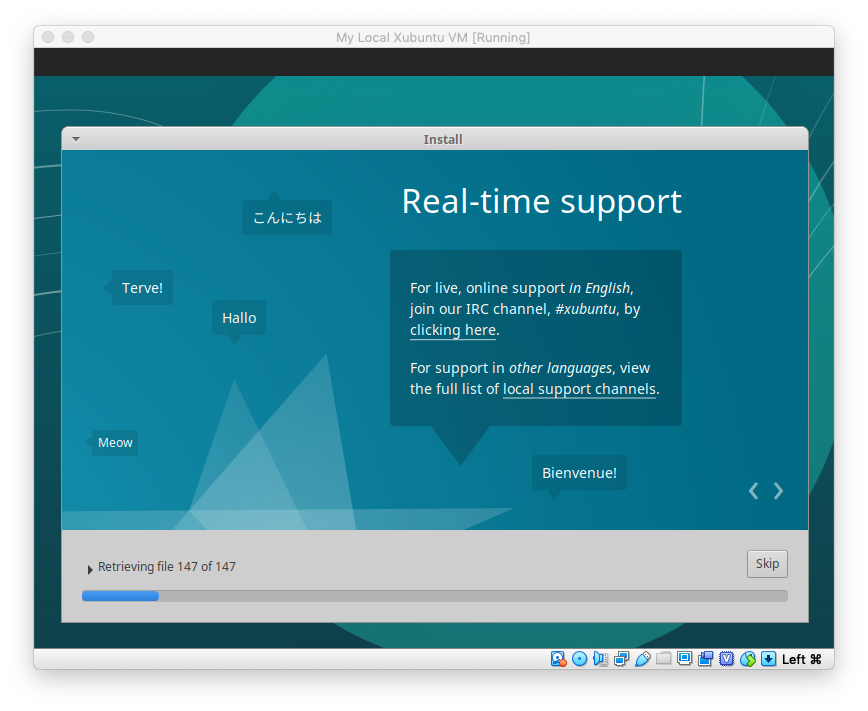 My Local Xubuntu VM [Running]
Install
Real-time support
こんにちは
Terve!
Hallo
Meow
For live, online support in English,
join our IRC channel, #xubuntu, by
clicking here.
For support in other languages, view
the full list of local support channels.
Bienvenue!
Retrieving file 147 of 147
Skip
Left ⌘